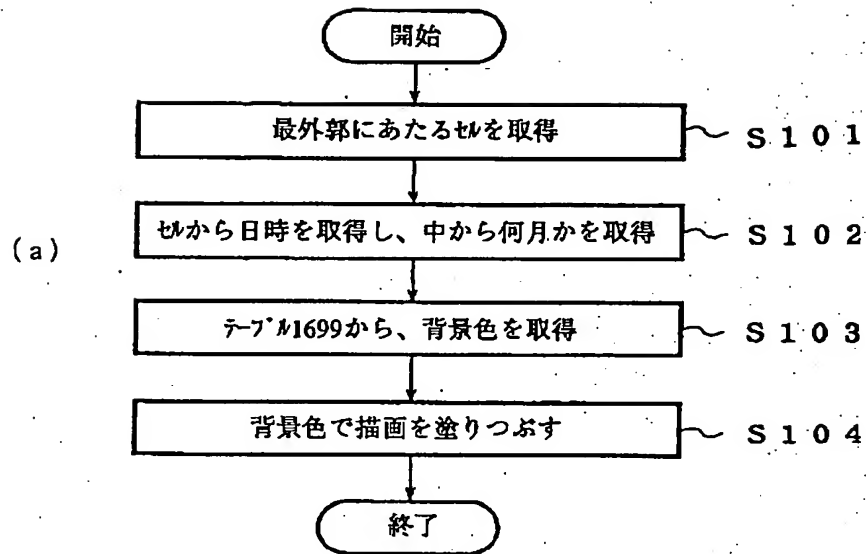 開始
最外郭にあたるｾﾙを取得 S101
(a)
ｾﾙから日時を取得し、中から何月かを取得 S102
ﾃｰﾌﾞﾙ1699から、背景色を取得 S103
背景色で描画を塗りつぶす S104
終了